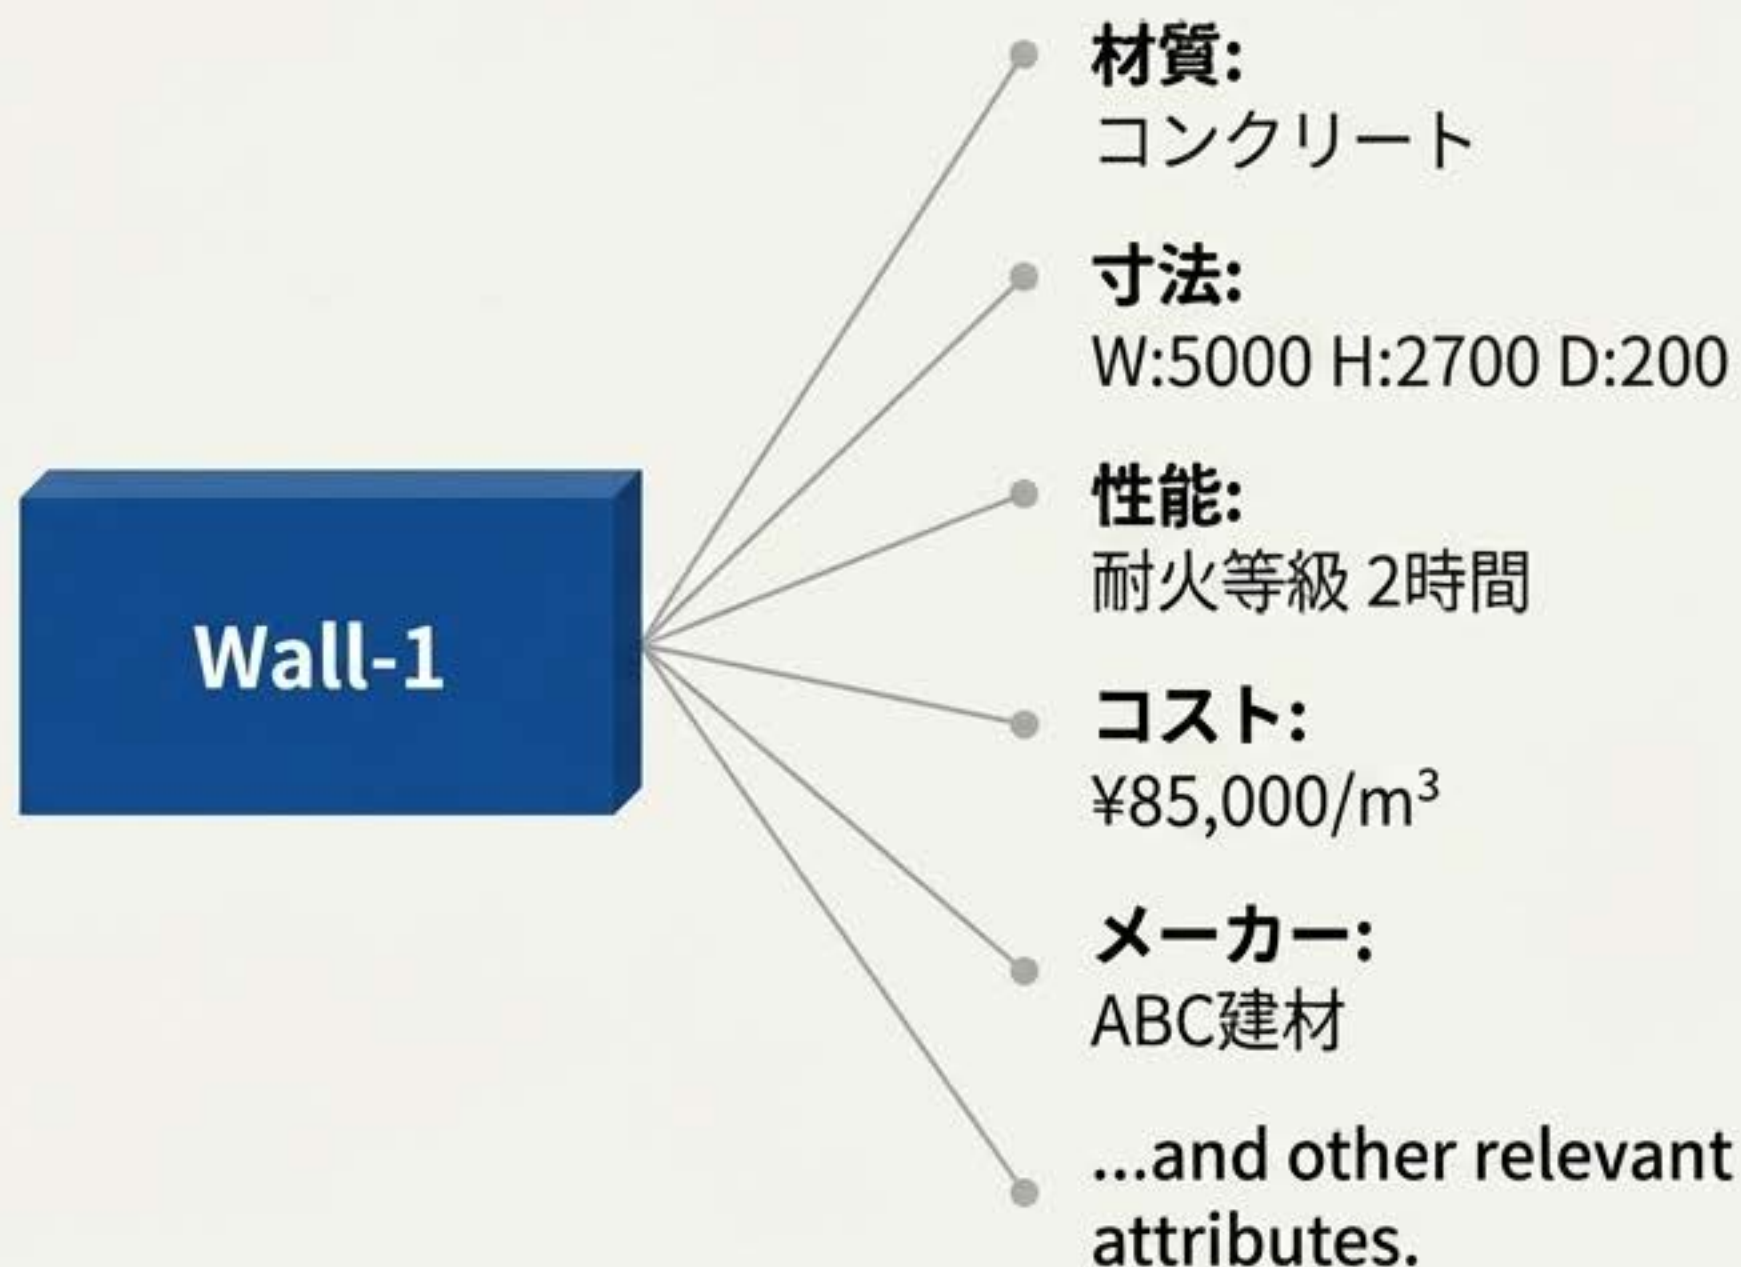 Wall-1
材質:
コンクリート
寸法:
W:5000 H:2700 D:200
性能:
耐火等級 2時間
コスト:
¥85,000/m³
メーカー:
ABC建材
...and other relevant
attributes.